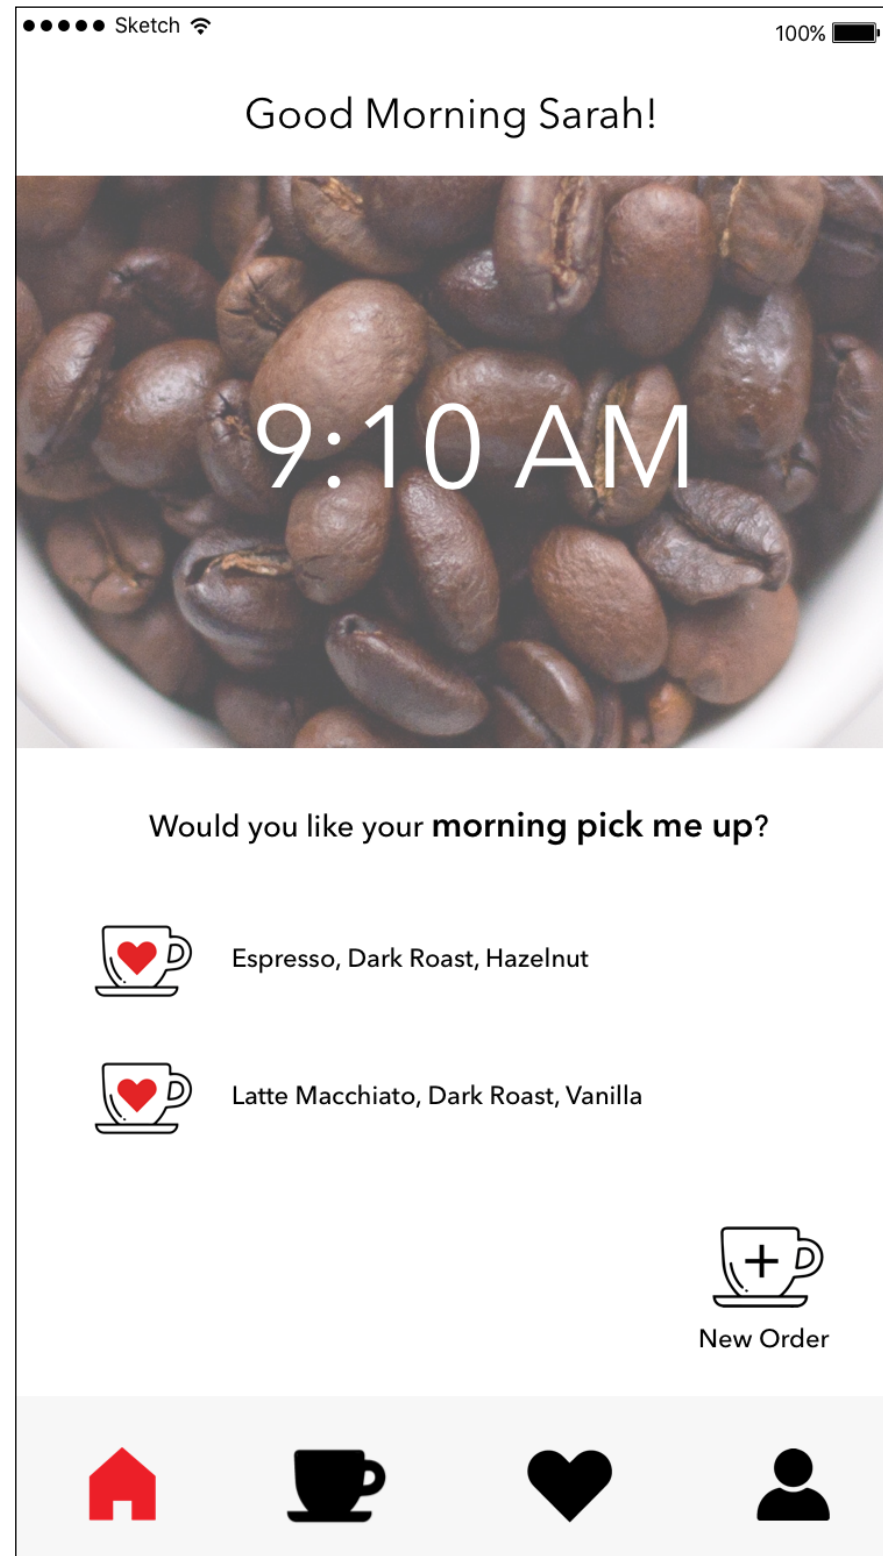 Sketch
100%
Good Morning Sarah!
9:10 AM
Would you like your morning pick me up?
Espresso, Dark Roast, Hazelnut
Latte Macchiato, Dark Roast, Vanilla
New Order